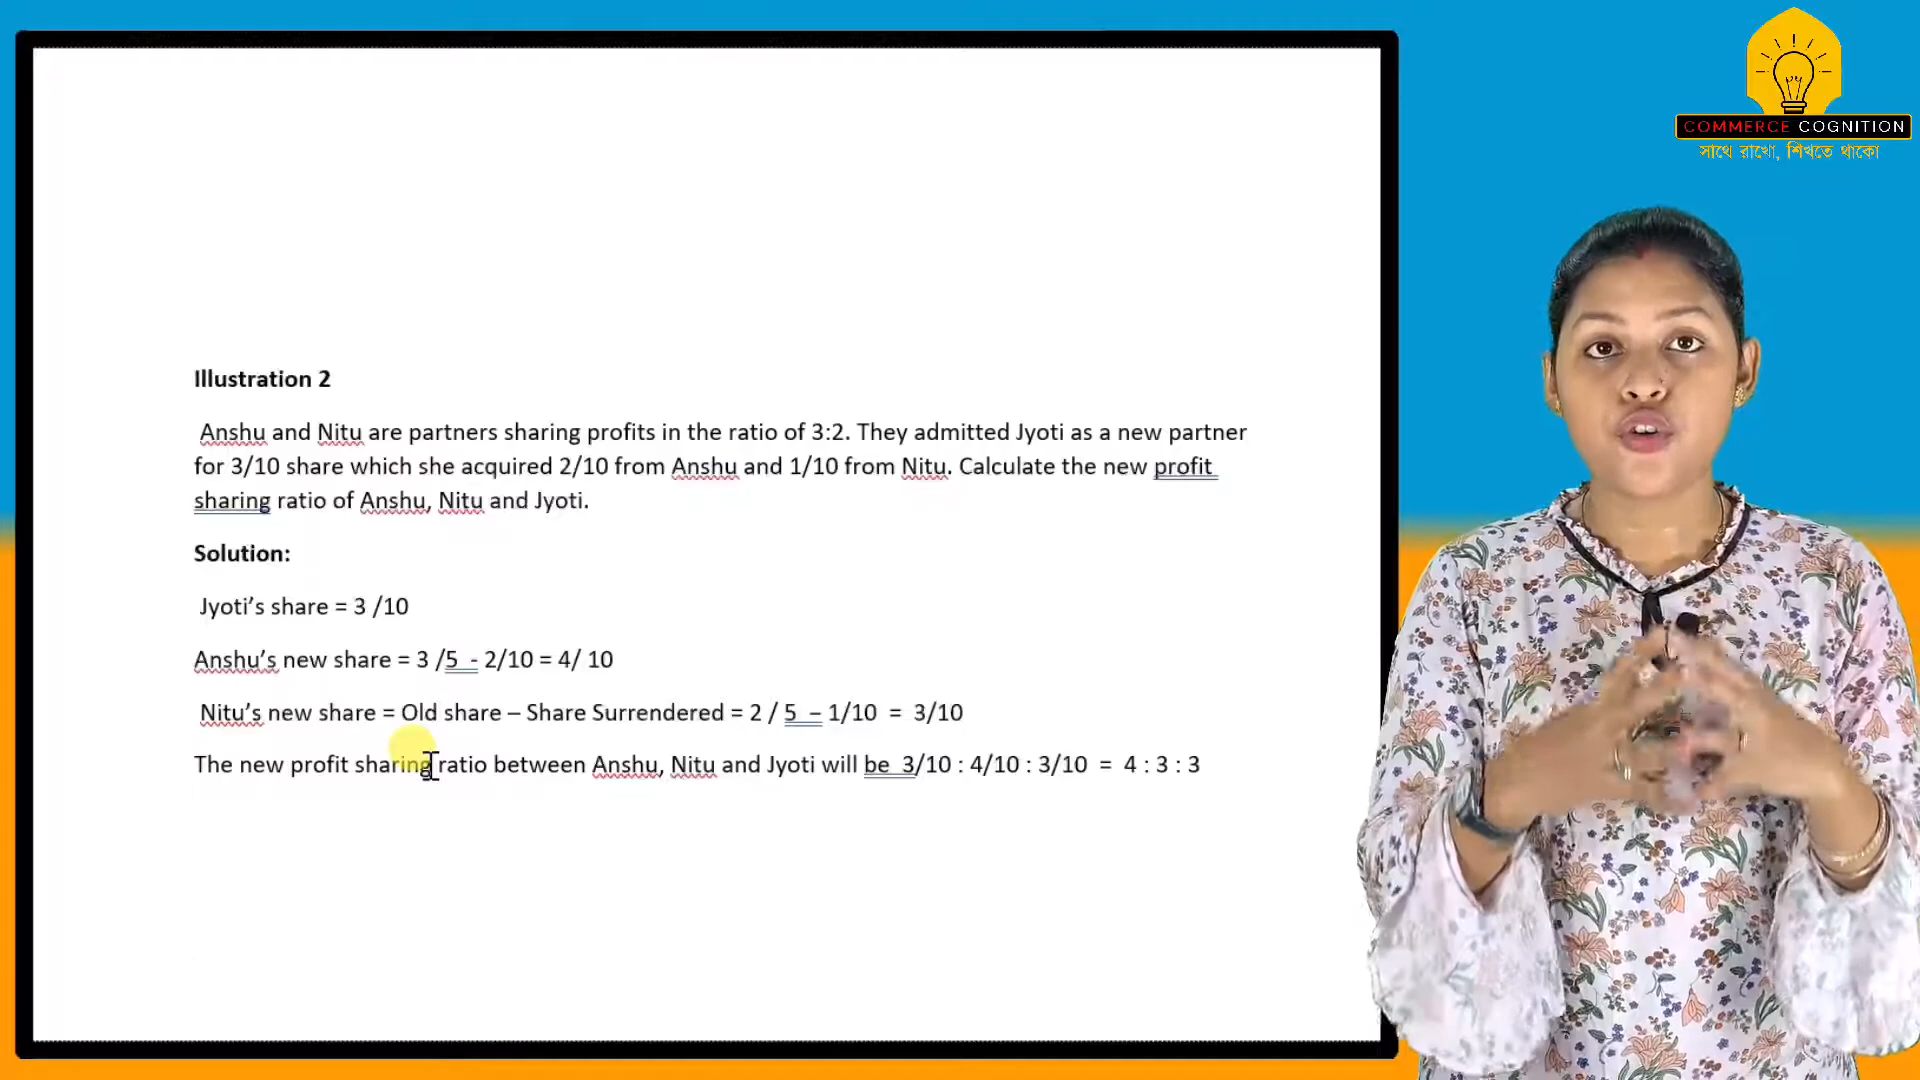 COMMERCE COGNITION
সাথে রাখো, শিখতে থাকো
Illustration 2
Anshu and Nitu are partners sharing profits in the ratio of 3:2. They admitted Jyoti as a new partner
for 3/10 share which she acquired 2/10 from Anshu and 1/10 from Nitu. Calculate the new profit
sharing ratio of Anshu, Nitu and Jyoti.
Solution:
Jyoti's share = 3 /10
Anshu's new share = 3 /5 - 2/10 = 4/ 10
Nitu's new share = Old share – Share Surrendered = 2 / 5 – 1/10 = 3/10
The new profit sharing ratio between Anshu, Nitu and Jyoti will be 3/10 : 4/10 : 3/10 = 4 : 3 : 3